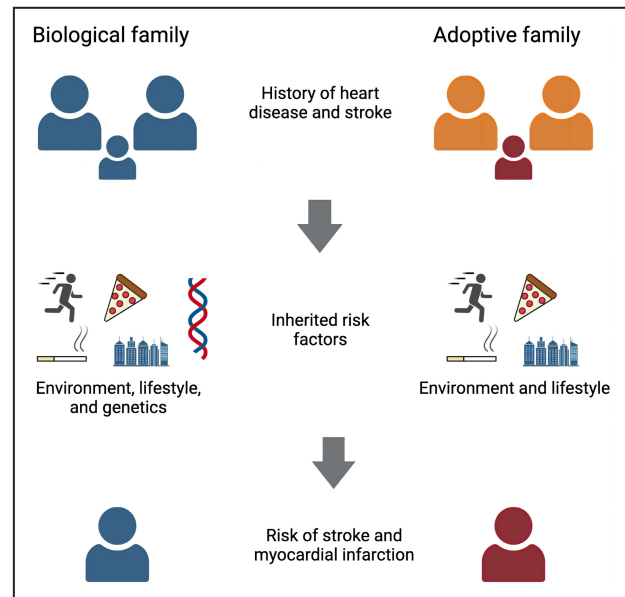 Biological family
Adoptive family
History of heart
disease and stroke
Inherited risk
factors
Environment, lifestyle,
and genetics
Environment and lifestyle
Risk of stroke and
myocardial infarction